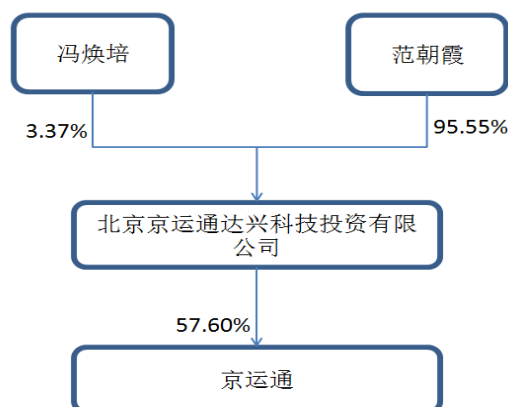 冯焕培
范朝霞
3.37%
95.55%
北京京运通达兴科技投资有限
公司
57.60%
京运通